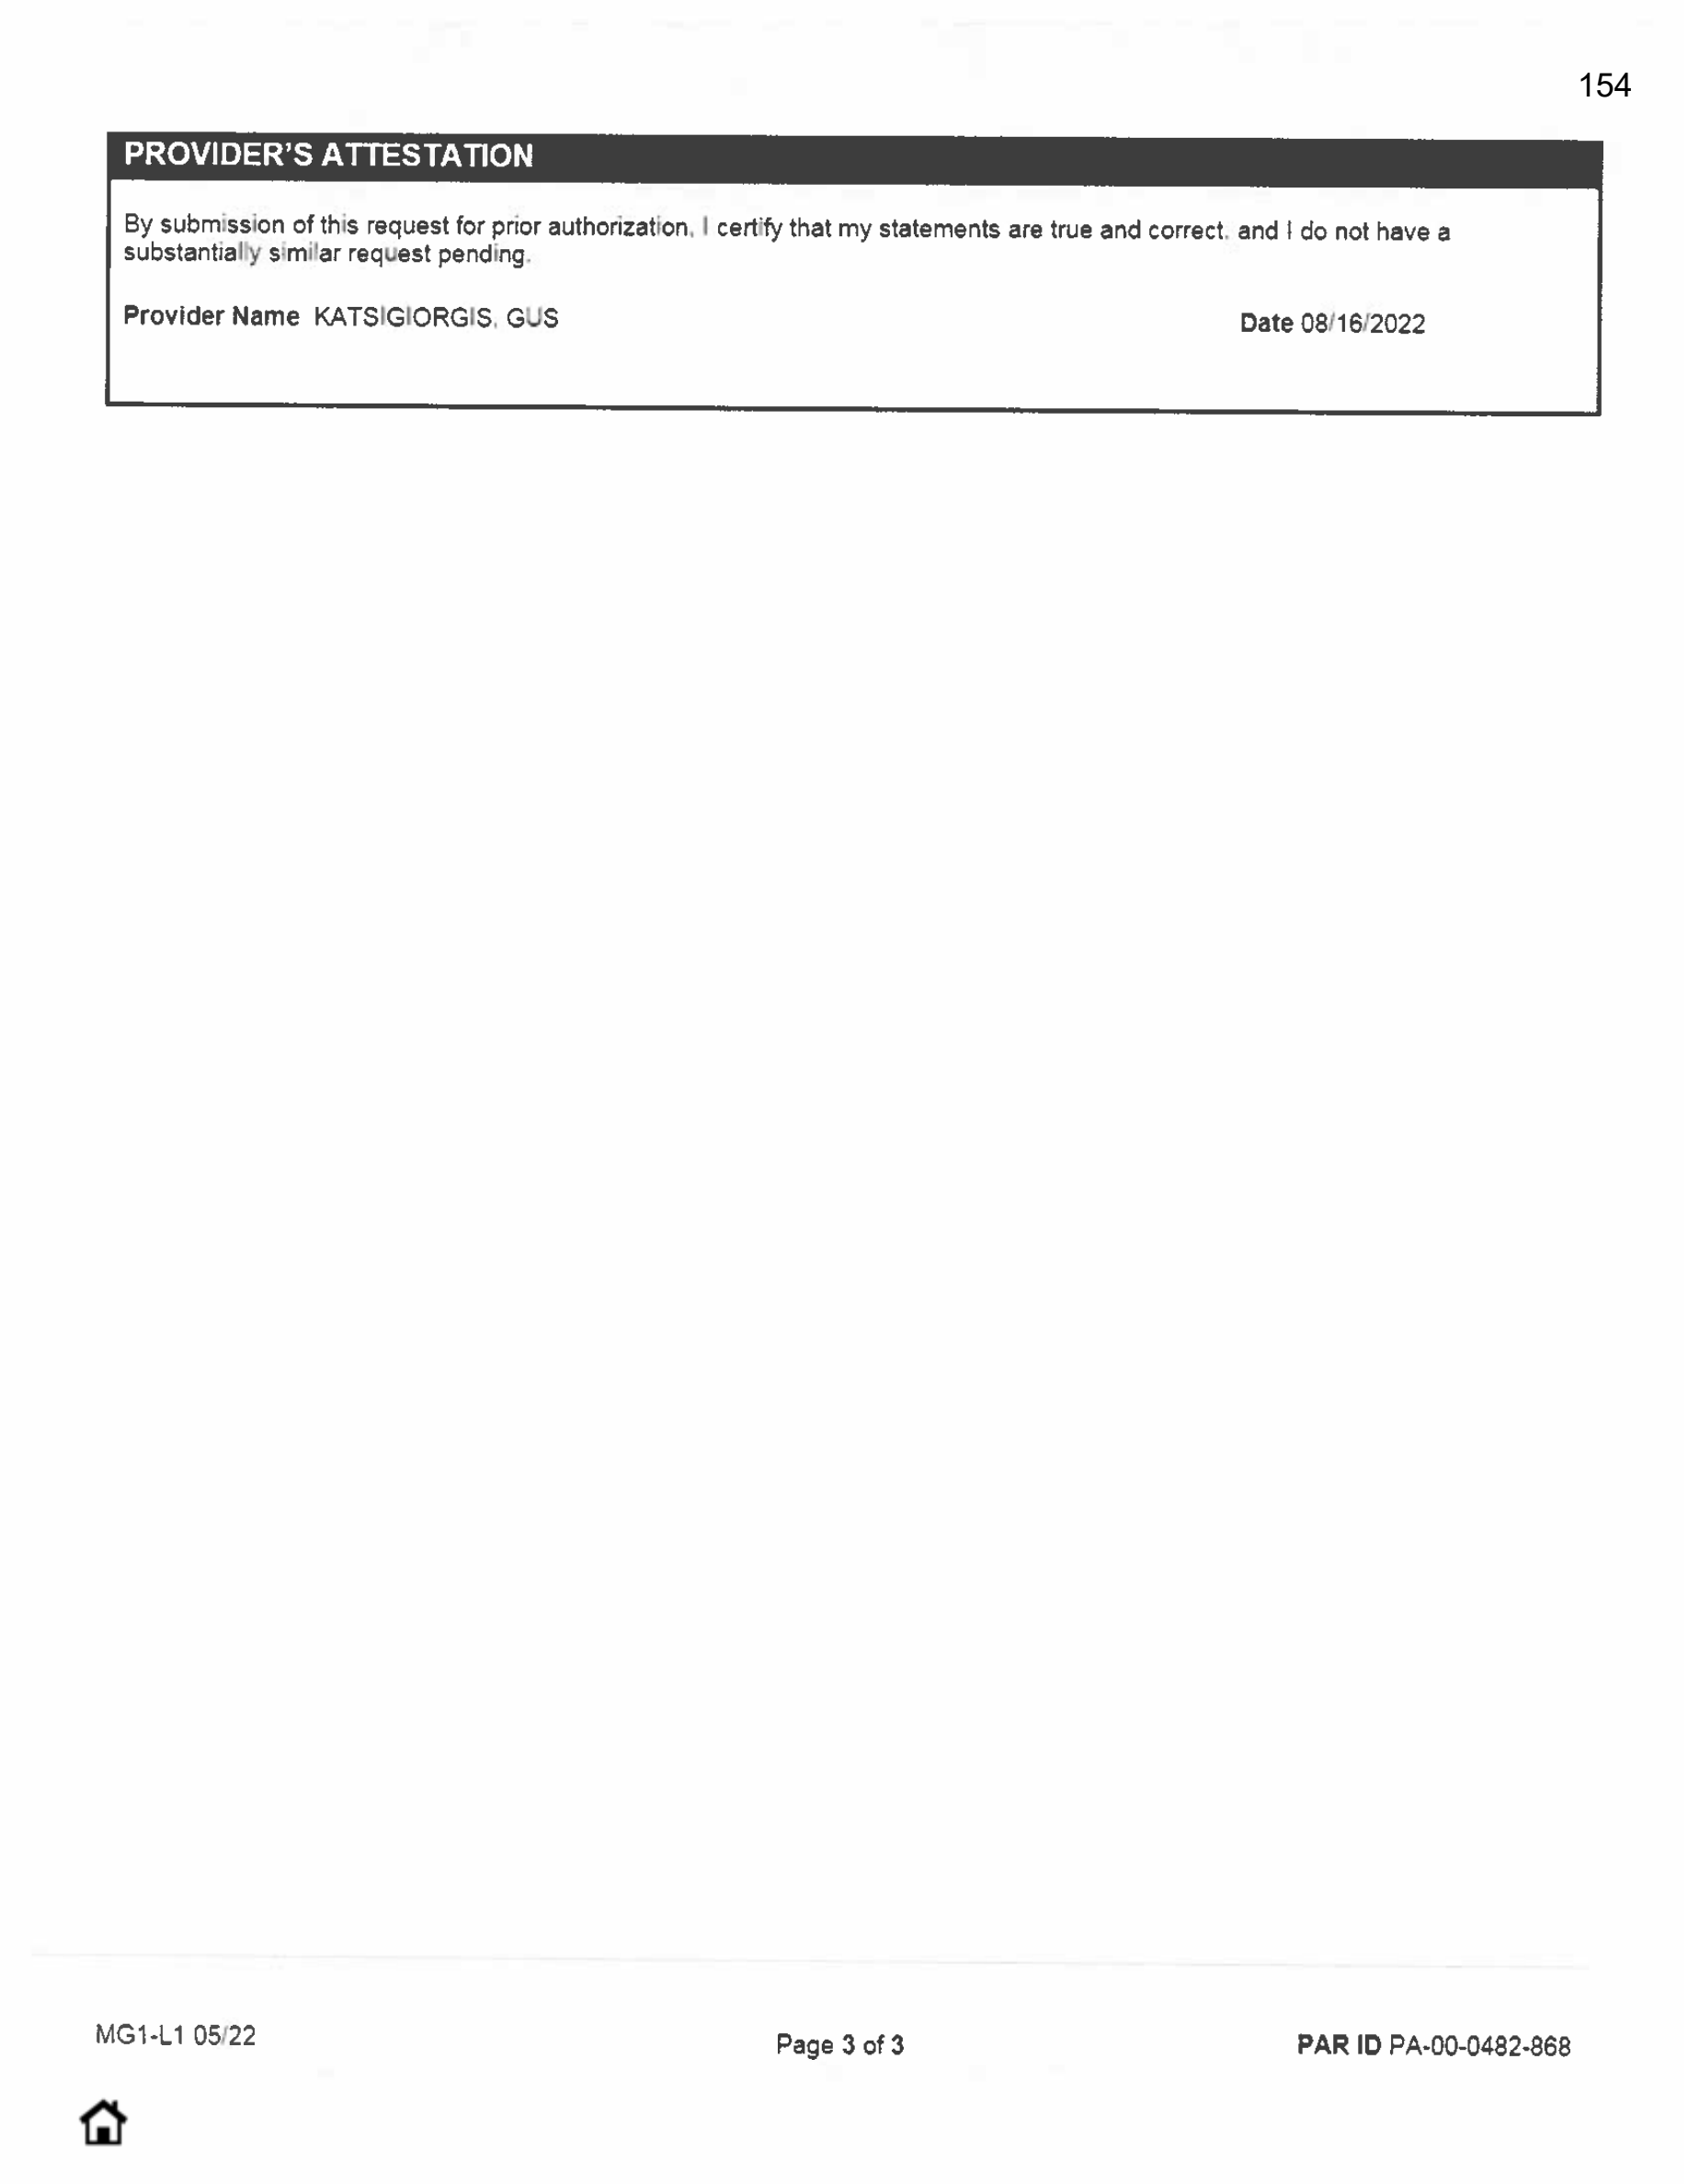 154
PROVIDER'S ATTESTATION
By submission of this request for prior authorization, I certify that my statements are true and correct, and I do not have a
substantially similar request pending.
Provider Name KATSIGIORGIS, GUS Date 08/16/2022
MG1-L1 05/22 Page 3 of 3 PAR ID PA-00-0482-868